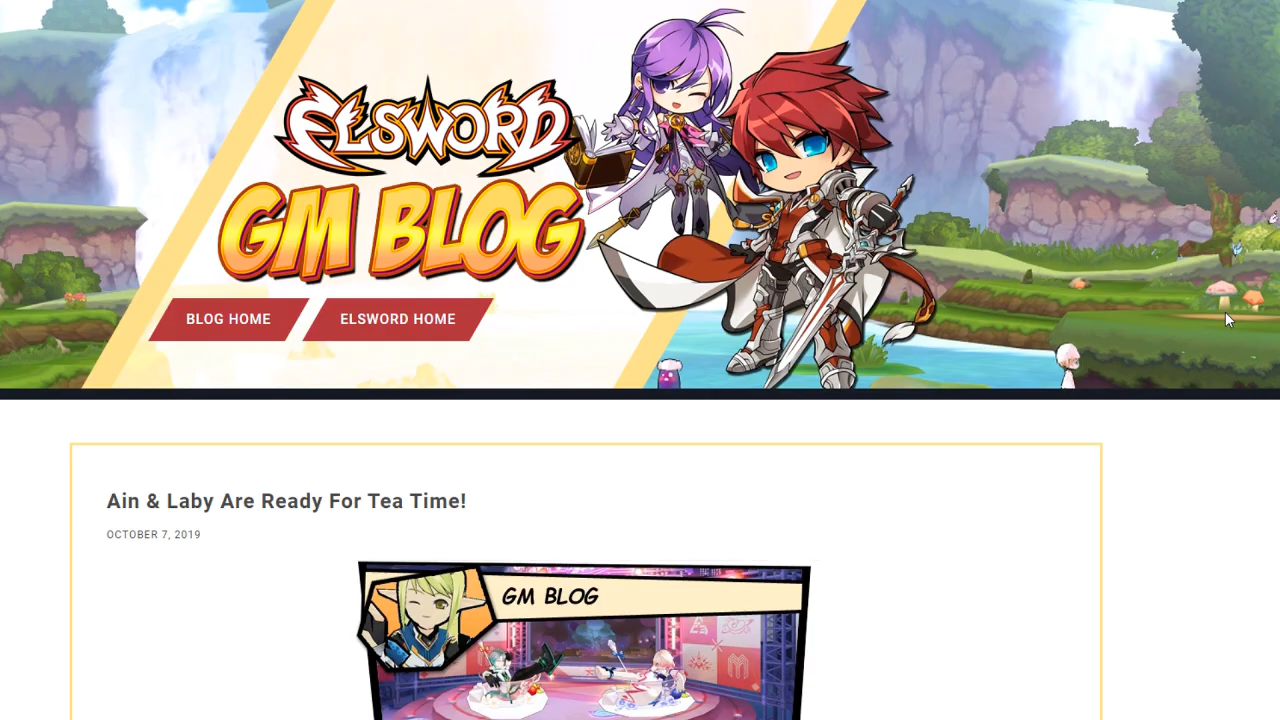 ELSWORD
GM BLOG
BLOG HOME
ELSWORD HOME
Ain & Laby Are Ready For Tea Time!
OCTOBER 7, 2019
GM BLOG